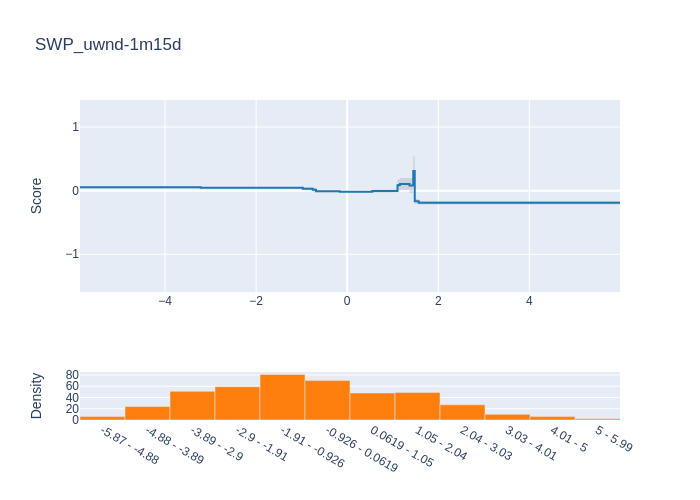 SWP_uwnd-1m15d
Score
1
0
−1
−4
−2
0
2
4
Density
80
60
40
20
0
-5.87 - -4.88
-4.88 - -3.89
-3.89 - -2.9
-2.9 - -1.91
-1.91 - -0.926
-0.926 - 0.0619
0.0619 - 1.05
1.05 - 2.04
2.04 - 3.03
3.03 - 4.01
4.01 - 5
5 - 5.99